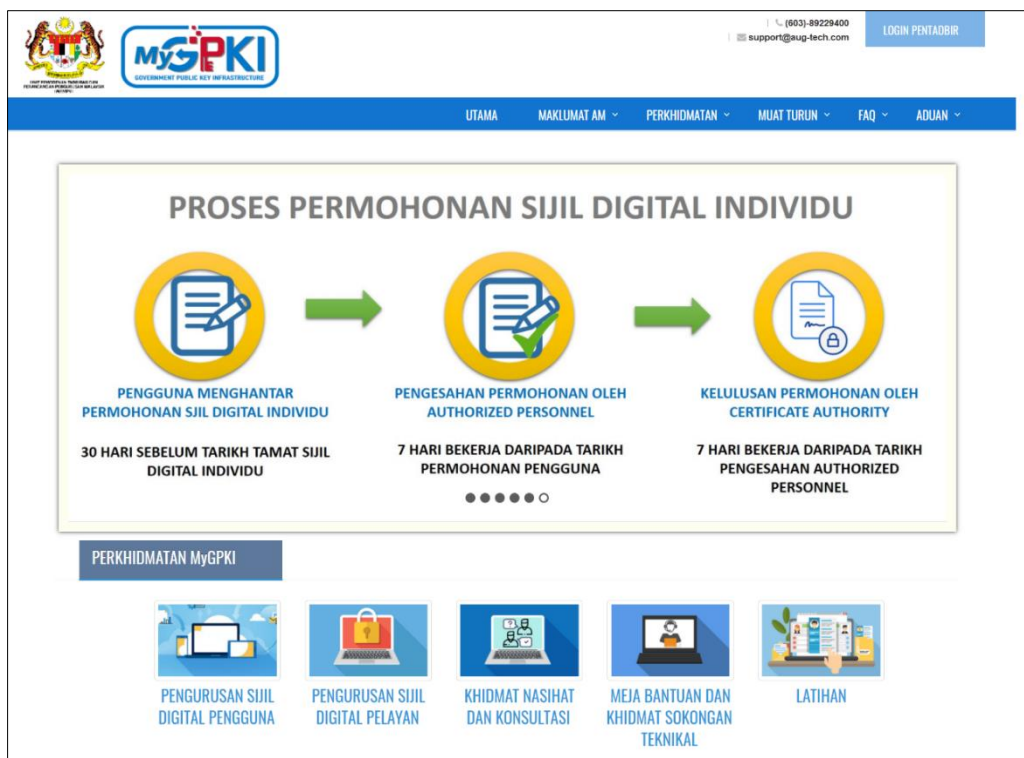 (603)-89229400
support@aug-tech.com
LOGIN PENTADBIR
MyGPKI
GOVERNMENT PUBLIC KEY INFRASTRUCTURE
UTAMA MAKLUMAT AM PERKHIDMATAN MUAT TURUN FAQ ADUAN
PROSES PERMOHONAN SIJIL DIGITAL INDIVIDU
PENGGUNA MENGHANTAR
PERMOHONAN SJIL DIGITAL INDIVIDU
30 HARI SEBELUM TARIKH TAMAT SIJIL
DIGITAL INDIVIDU
PENGESAHAN PERMOHONAN OLEH
AUTHORIZED PERSONNEL
7 HARI BEKERJA DARIPADA TARIKH
PERMOHONAN PENGGUNA
KELULUSAN PERMOHONAN OLEH
CERTIFICATE AUTHORITY
7 HARI BEKERJA DARIPADA TARIKH
PENGESAHAN AUTHORIZED
PERSONNEL
PERKHIDMATAN MyGPKI
PENGURUSAN SIJIL
DIGITAL PENGGUNA
PENGURUSAN SIJIL
DIGITAL PELAYAN
KHIDMAT NASIHAT
DAN KONSULTASI
MEJA BANTUAN DAN
KHIDMAT SOKONGAN
TEKNIKAL
LATIHAN